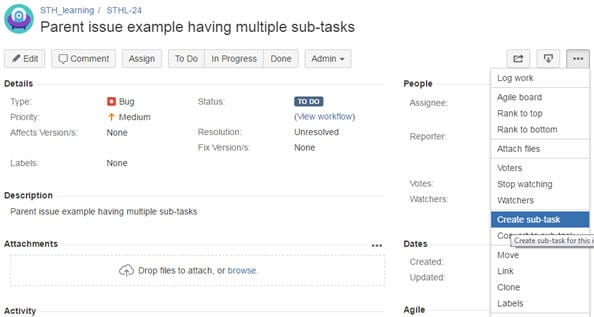 STH_learning / STHL-24
Parent issue example having multiple sub-tasks
Edit Comment Assign To Do In Progress Done Admin
Details
Type: Bug Status: TO DO
Priority: Medium (View workflow)
Affects Version/s: None Resolution: Unresolved
Fix Version/s: None
Labels: None
Description
Parent issue example having multiple sub-tasks
Attachments
Drop files to attach, or browse.
Activity
People
Assignee:
Reporter:
Votes:
Watchers:
Dates
Created:
Updated:
Agile
Log work
Agile board
Rank to top
Rank to bottom
Attach files
Voters
Stop watching
Watchers
Create sub-task
Create sub-task for this i
Move
Link
Clone
Labels